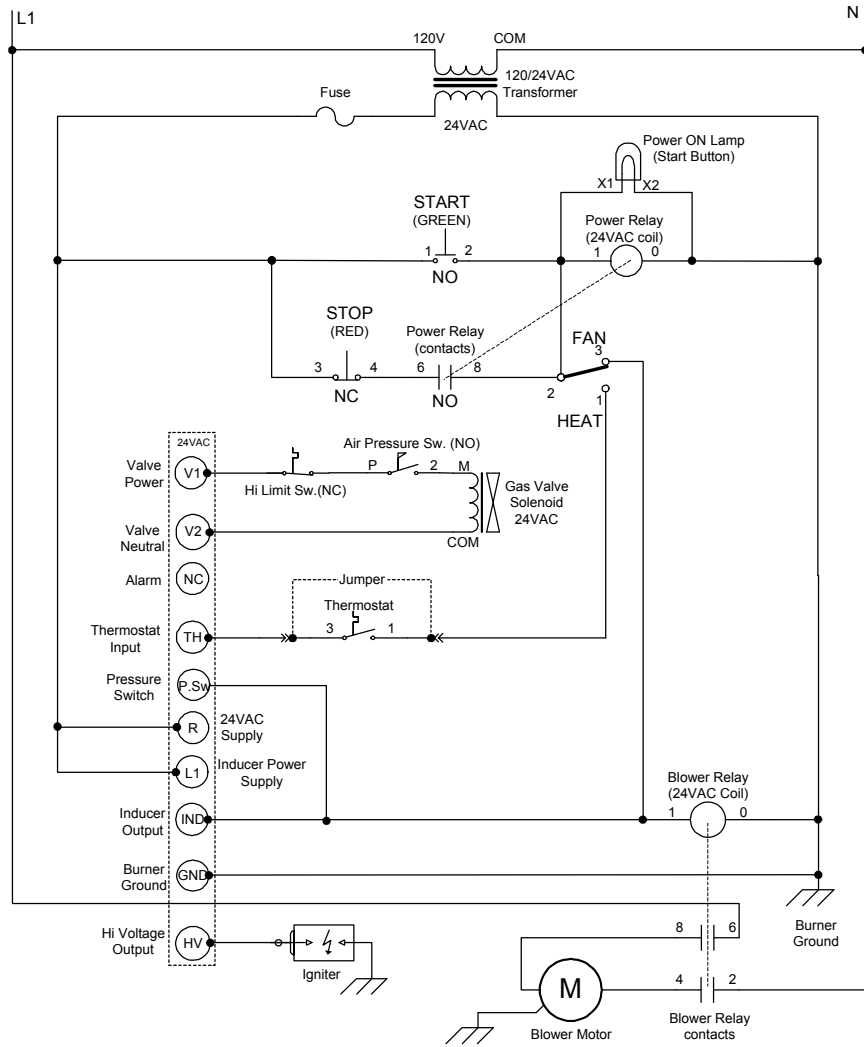 L1
N
120V
COM
120/24VAC
Transformer
Fuse
24VAC
Power ON Lamp
(Start Button)
X1
X2
START
(GREEN)
Power Relay
(24VAC coil)
1
2
1
0
NO
STOP
(RED)
Power Relay
(contacts)
FAN
3
3
4
6
8
2
NC
NO
1
HEAT
24VAC
Air Pressure Sw. (NO)
Valve
Power
V1
P
2
M
Hi Limit Sw.(NC)
Gas Valve
Solenoid
24VAC
Valve
Neutral
V2
COM
Alarm
NC
Jumper
Thermostat
Thermostat
Input
TH
3
1
Pressure
Switch
P.Sw
R
24VAC
Supply
L1
Inducer Power
Supply
Blower Relay
(24VAC Coil)
Inducer
Output
IND
1
0
Burner
Ground
GND
Burner
Ground
Hi Voltage
Output
HV
8
6
Igniter
M
4
2
Blower Motor
Blower Relay
contacts